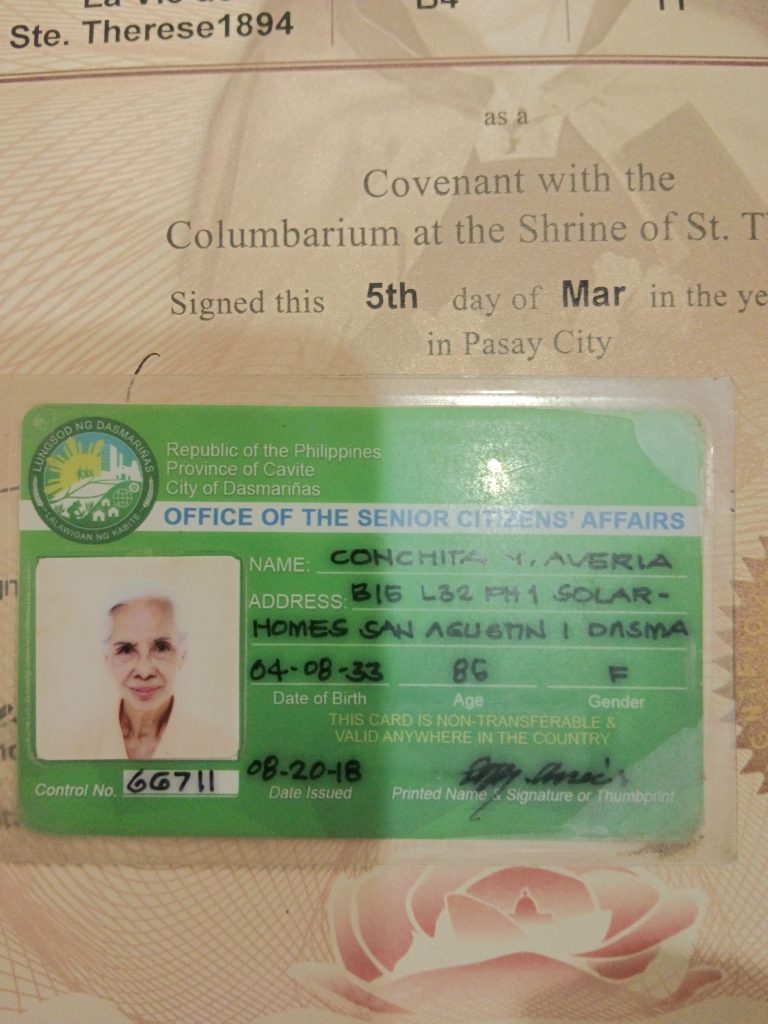 Ste. Therese1894
as a
Covenant with the
Columbarium at the Shrine of St.
Signed this 5th day of Mar in the
in Pasay City
LUNGSOD NG DASMARIÑAS
LALAWIGAN NG KABITE
Republic of the Philippines
Province of Cavite
City of Dasmariñas
OFFICE OF THE SENIOR CITIZENS' AFFAIRS
NAME: CONCHITA Y. AVERIA
ADDRESS: B15 L32 PH1 SOLAR-
HOMES SAN AGUSTIN 1 DASMA
04-08-33 86 F
Date of Birth Age Gender
THIS CARD IS NON-TRANSFERABLE &
VALID ANYWHERE IN THE COUNTRY
Control No. 66711
08-20-18
Date Issued
Printed Name & Signature or Thumbprint